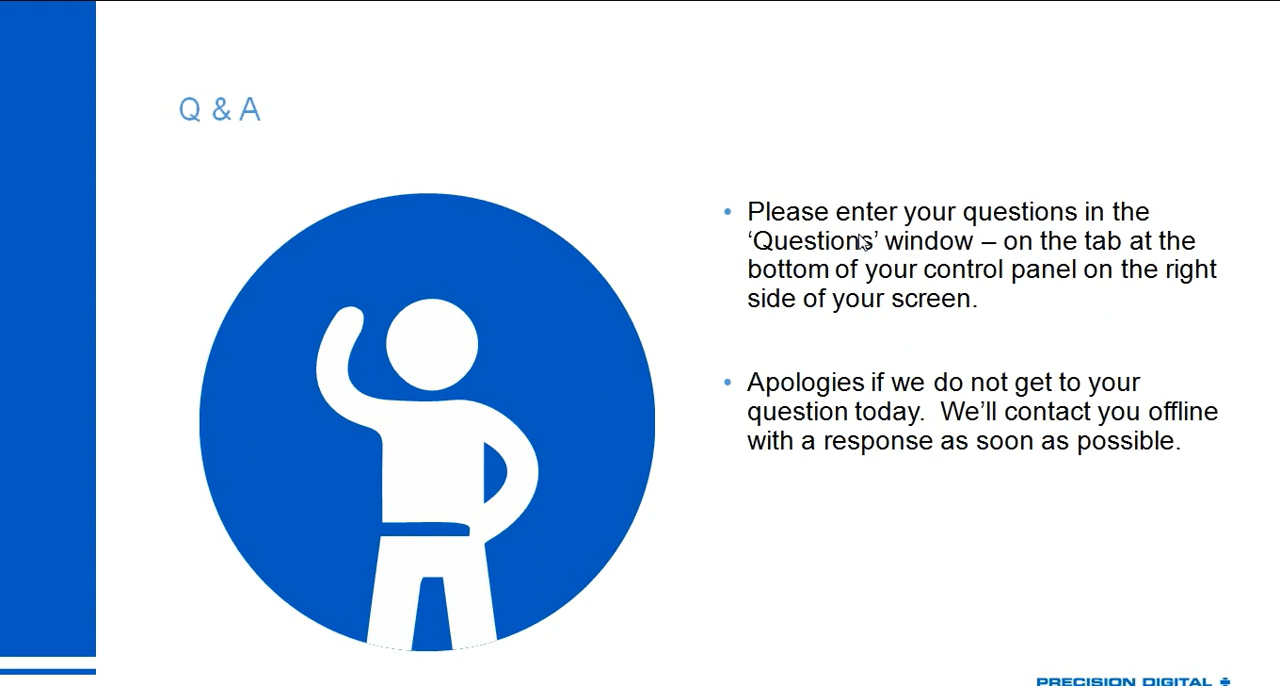 Q & A
• Please enter your questions in the
‘Questions’ window – on the tab at the
bottom of your control panel on the right
side of your screen.
• Apologies if we do not get to your
question today.  We’ll contact you offline
with a response as soon as possible.
PRECISION DIGITAL